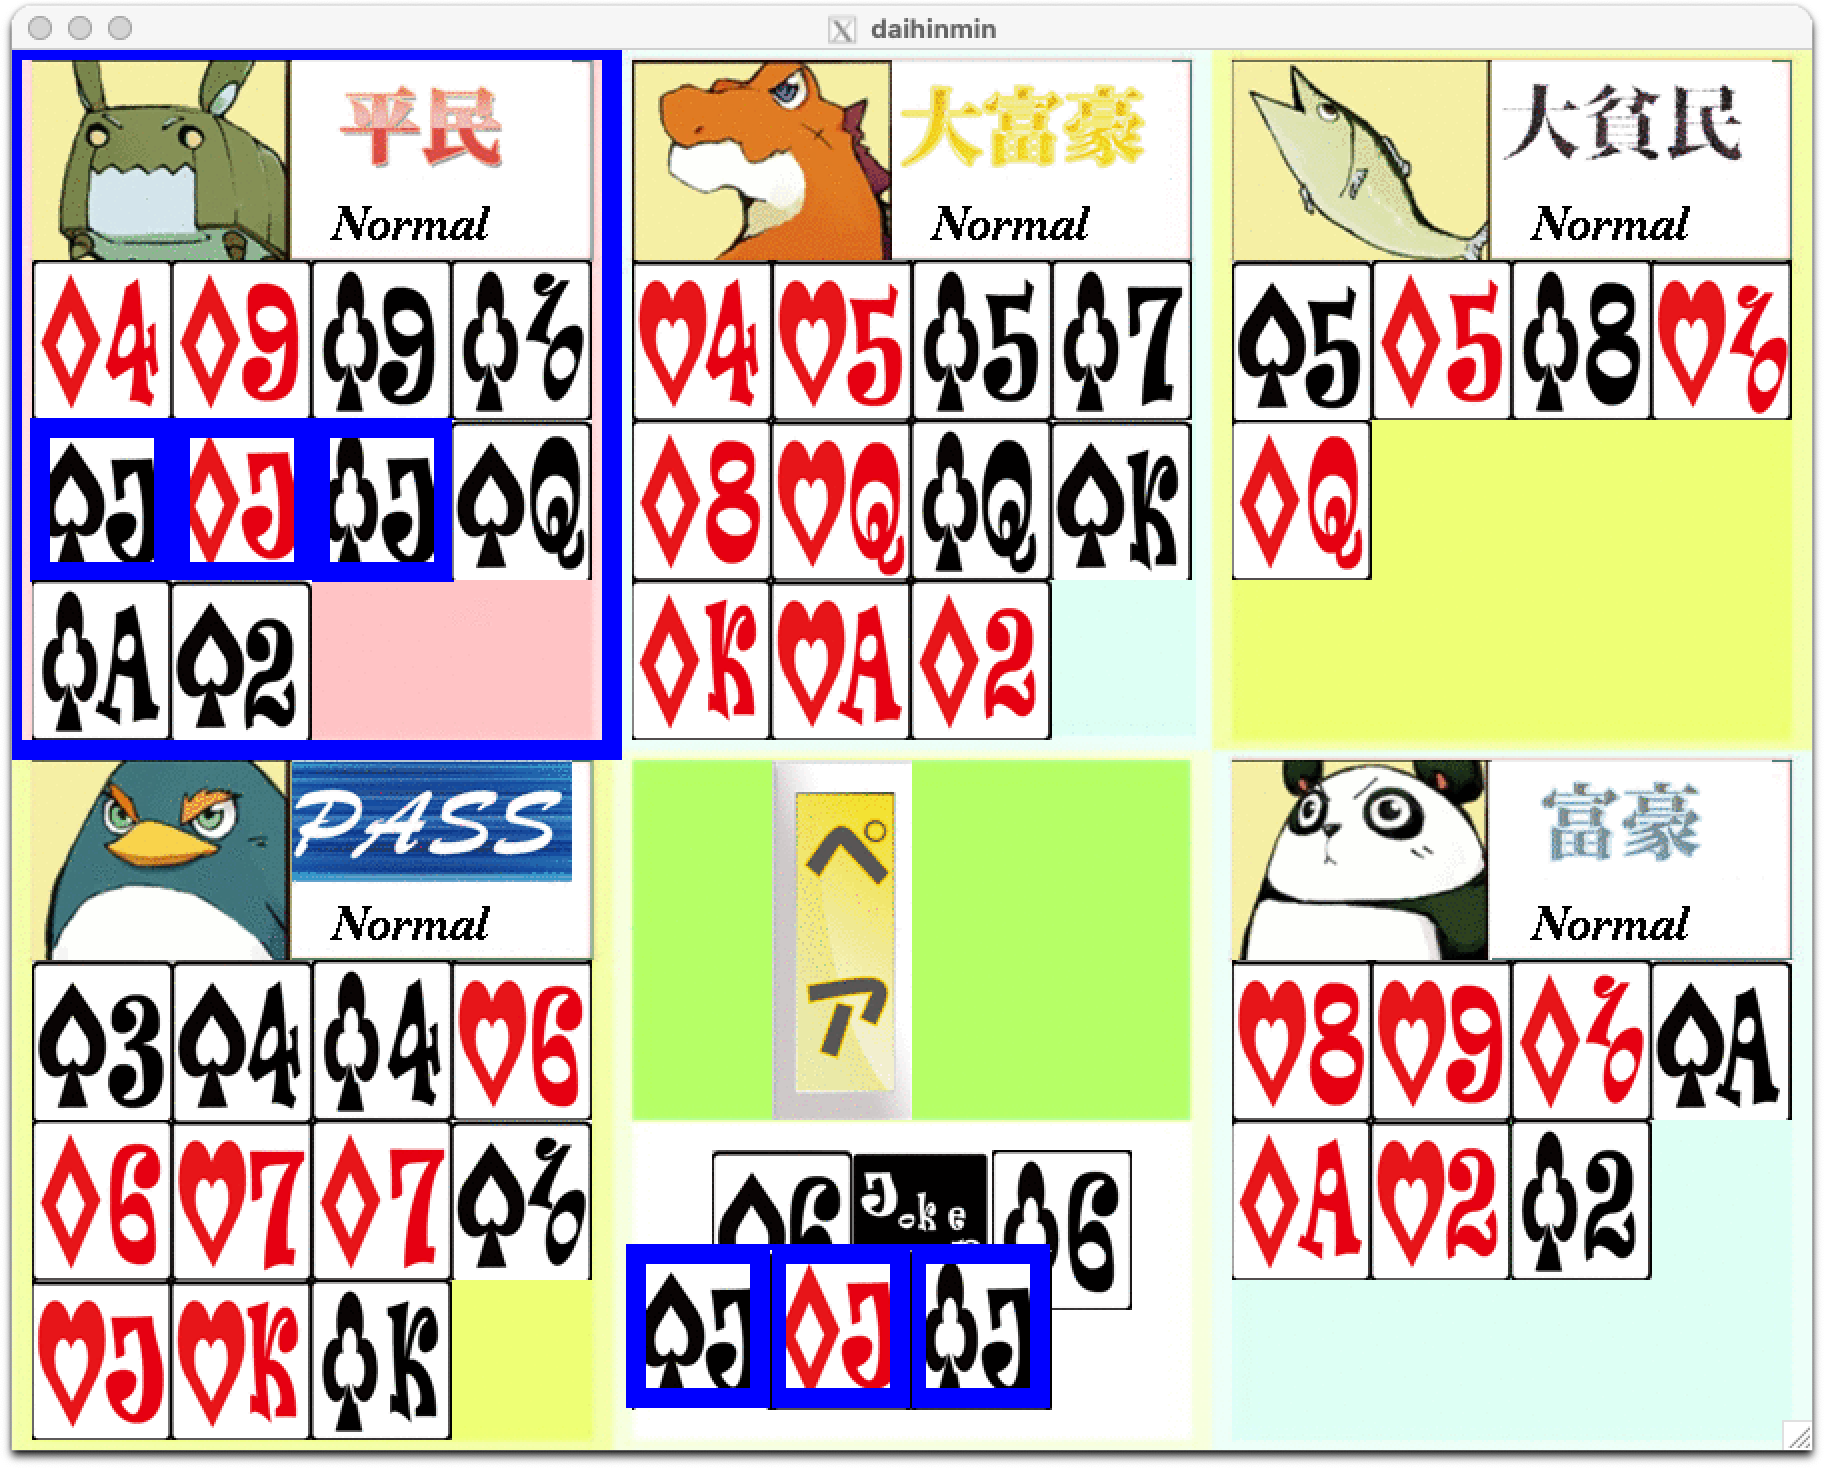 daihinmin
平民
Normal
大富豪
Normal
大貧民
Normal
4 9 9 10
J J J Q
A 2
4 5 5 7
8 Q Q K
K A 2
5 5 8 10
Q
PASS
Normal
ペア
富豪
Normal
3 4 4 6
6 7 7 10
J K K
6 Joke 6
J J J
8 9 10 A
A 2 2